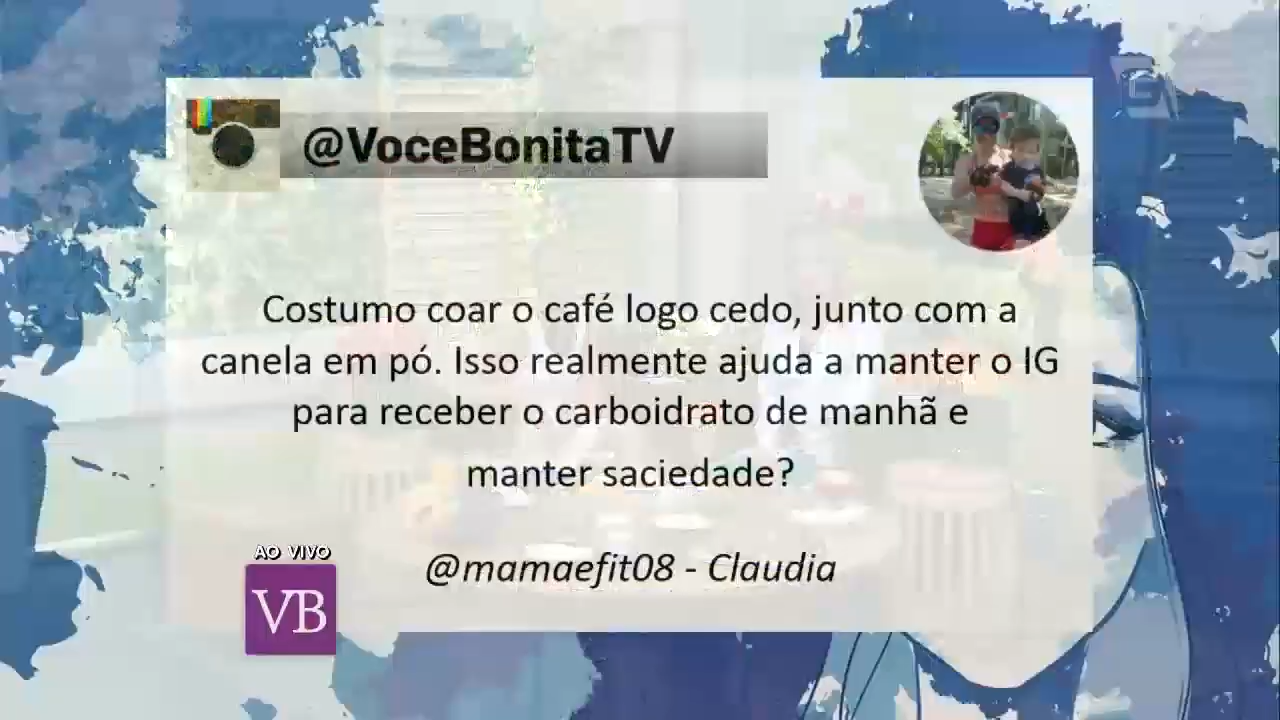 @VoceBonitaTV
Costumo coar o café logo cedo, junto com a
canela em pó. Isso realmente ajuda a manter o IG
para receber o carboidrato de manhã e
manter saciedade?
@mamaefit08 - Claudia
AO VIVO
VB